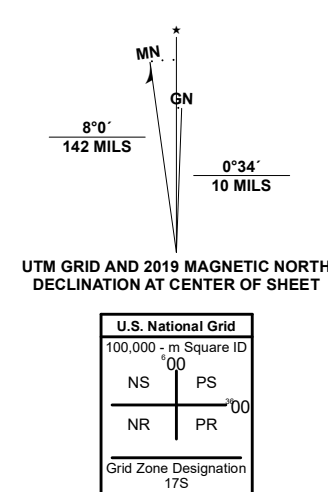 ★
MN
GN
8°0´
142 MILS
0°34´
10 MILS
UTM GRID AND 2019 MAGNETIC NORTH
DECLINATION AT CENTER OF SHEET
U.S. National Grid
100,000 - m Square ID
⁶00
NS PS
³⁶00
NR PR
Grid Zone Designation
17S